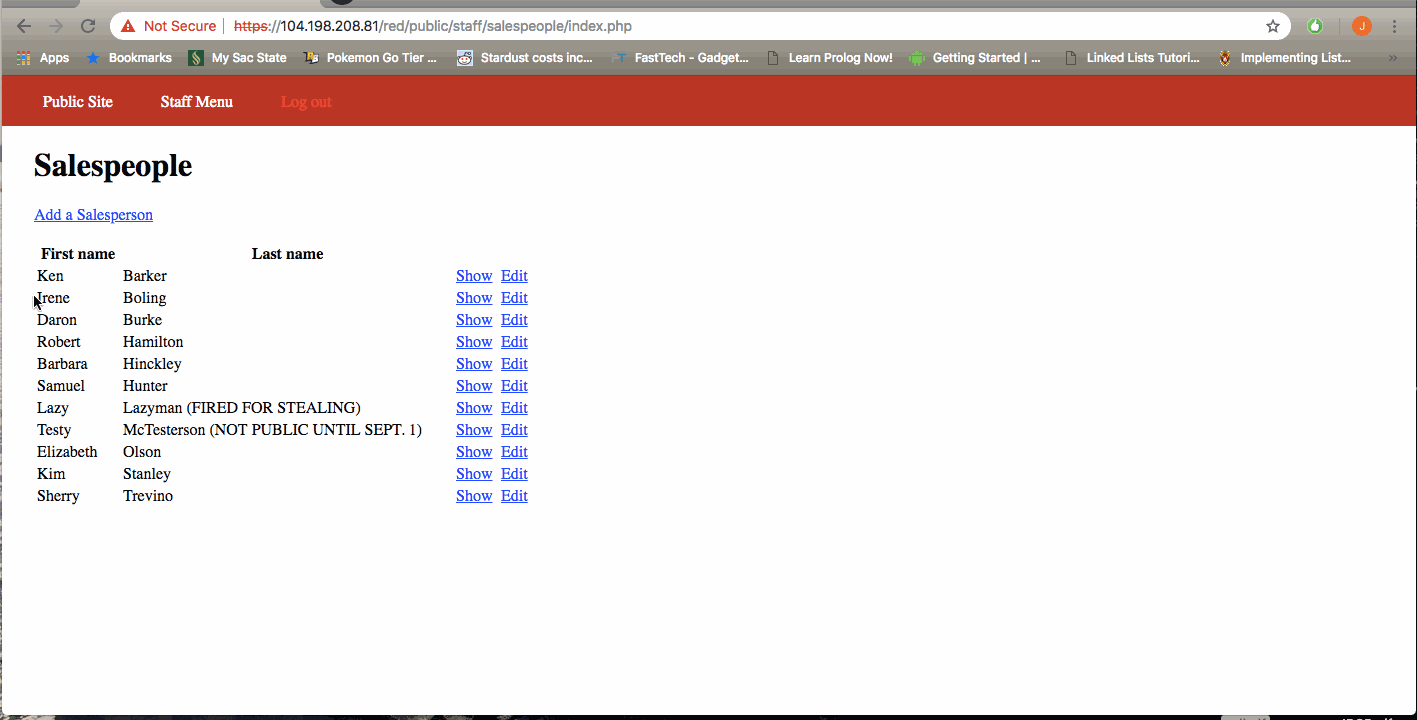 Not Secure | https://104.198.208.81/red/public/staff/salespeople/index.php J
Apps Bookmarks My Sac State Pokemon Go Tier ... Stardust costs inc... FastTech - Gadget... Learn Prolog Now! Getting Started | ... Linked Lists Tutori... Implementing List... »
Public Site Staff Menu Log out
Salespeople
Add a Salesperson
First name Last name
Ken Barker Show Edit
Irene Boling Show Edit
Daron Burke Show Edit
Robert Hamilton Show Edit
Barbara Hinckley Show Edit
Samuel Hunter Show Edit
Lazy Lazyman (FIRED FOR STEALING) Show Edit
Testy McTesterson (NOT PUBLIC UNTIL SEPT. 1) Show Edit
Elizabeth Olson Show Edit
Kim Stanley Show Edit
Sherry Trevino Show Edit